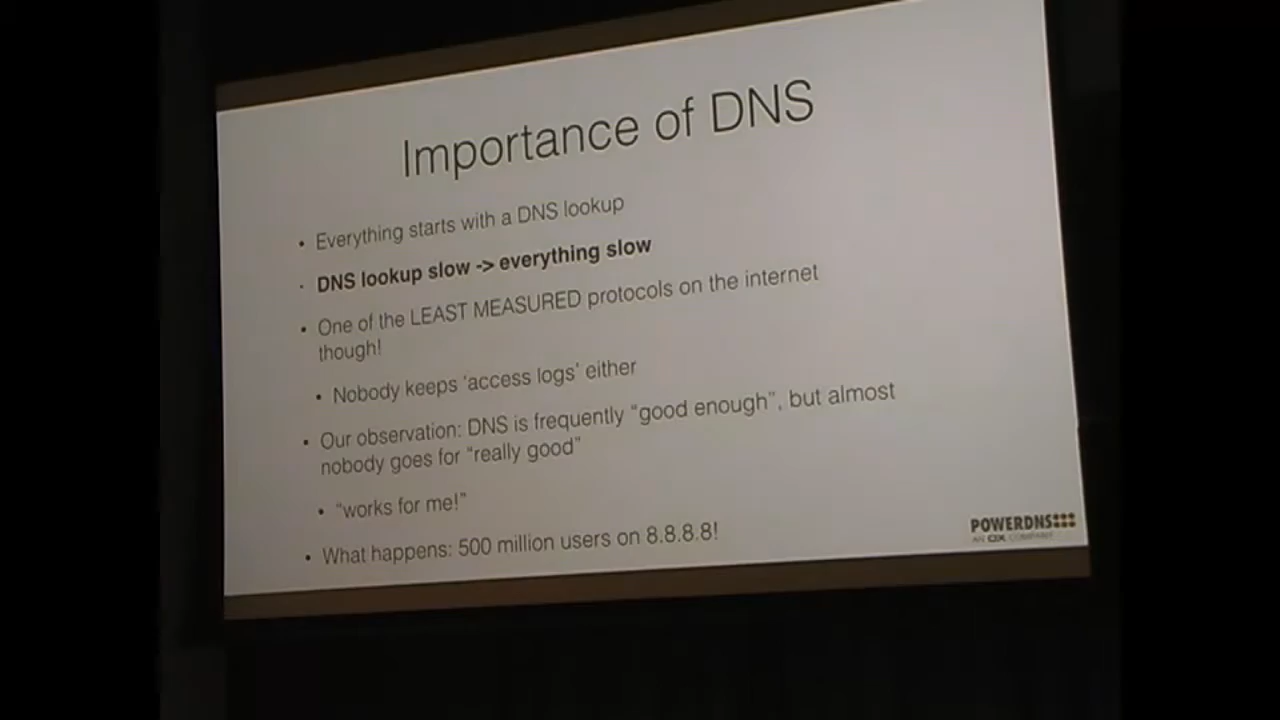 Importance of DNS
• Everything starts with a DNS lookup
• DNS lookup slow -> everything slow
• One of the LEAST MEASURED protocols on the internet
though!
• Nobody keeps ‘access logs’ either
• Our observation: DNS is frequently “good enough”, but almost
nobody goes for “really good”
• “works for me!”
• What happens: 500 million users on 8.8.8.8!
POWERDNS
AN OX COMPANY